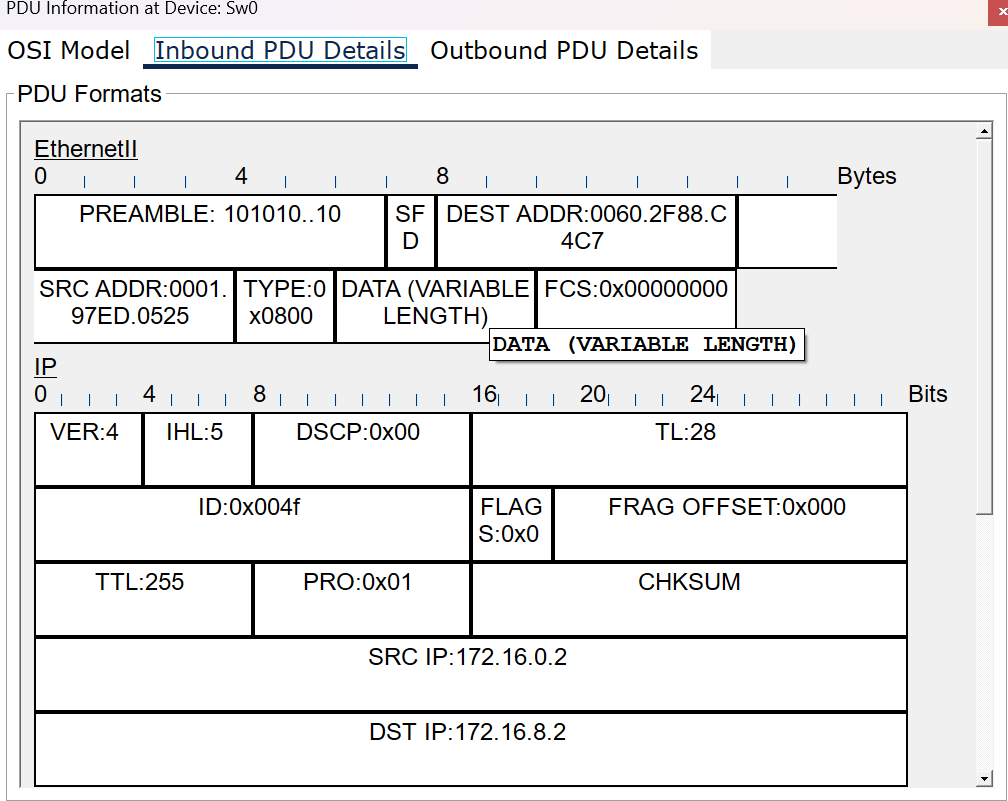 PDU Information at Device: Sw0
OSI Model Inbound PDU Details Outbound PDU Details
PDU Formats
EthernetII
0 4 8 Bytes
PREAMBLE: 101010..10 SF DEST ADDR:0060.2F88.C
D 4C7
SRC ADDR:0001. TYPE:0 DATA (VARIABLE FCS:0x00000000
97ED.0525 x0800 LENGTH)
DATA (VARIABLE LENGTH)
IP
0 4 8 16 20 24 Bits
VER:4 IHL:5 DSCP:0x00 TL:28
ID:0x004f FLAG FRAG OFFSET:0x000
S:0x0
TTL:255 PRO:0x01 CHKSUM
SRC IP:172.16.0.2
DST IP:172.16.8.2